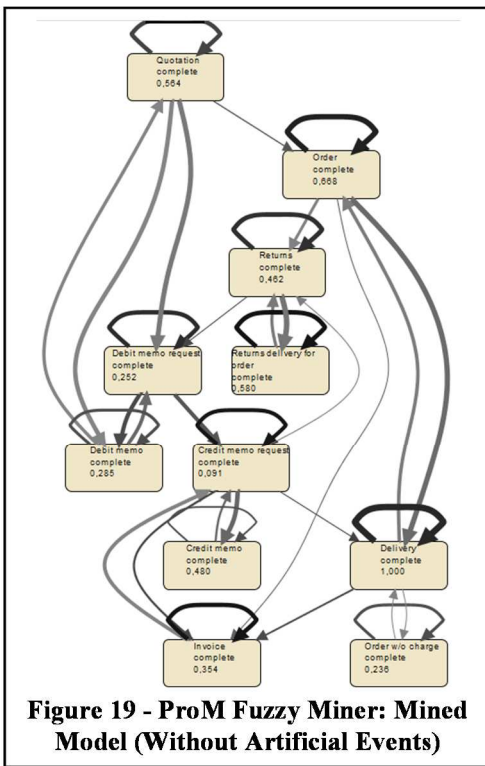 Quotation
complete
0,564
Order
complete
0,668
Returns
complete
0,462
Debit memo request
complete
0,252
Returns delivery for
order
complete
0,580
Debit memo
complete
0,285
Credit memo request
complete
0,091
Credit memo
complete
0,480
Delivery
complete
1,000
Invoice
complete
0,354
Order w/o charge
complete
0,236
Figure 19 - ProM Fuzzy Miner: Mined
Model (Without Artificial Events)